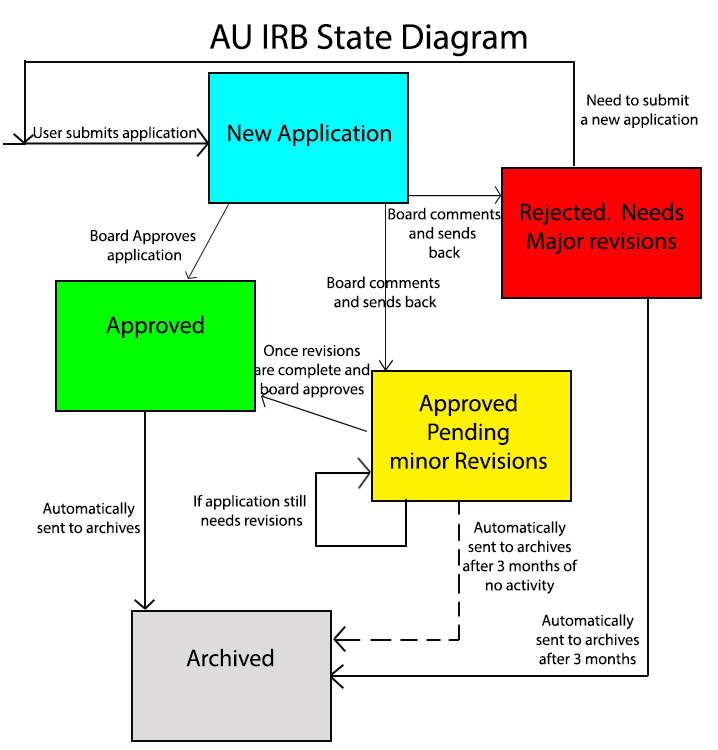 AU IRB State Diagram
Need to submit
a new application
User submits application
New Application
Rejected.  Needs
Major revisions
Board comments
and sends
back
Board Approves
application
Board comments
and sends back
Approved
Once revisions
are complete and
board approves
Approved
Pending
minor Revisions
If application still
needs revisions
Automatically
sent to archives
Automatically
sent to archives
after 3 months of
no activity
Automatically
sent to archives
after 3 months
Archived